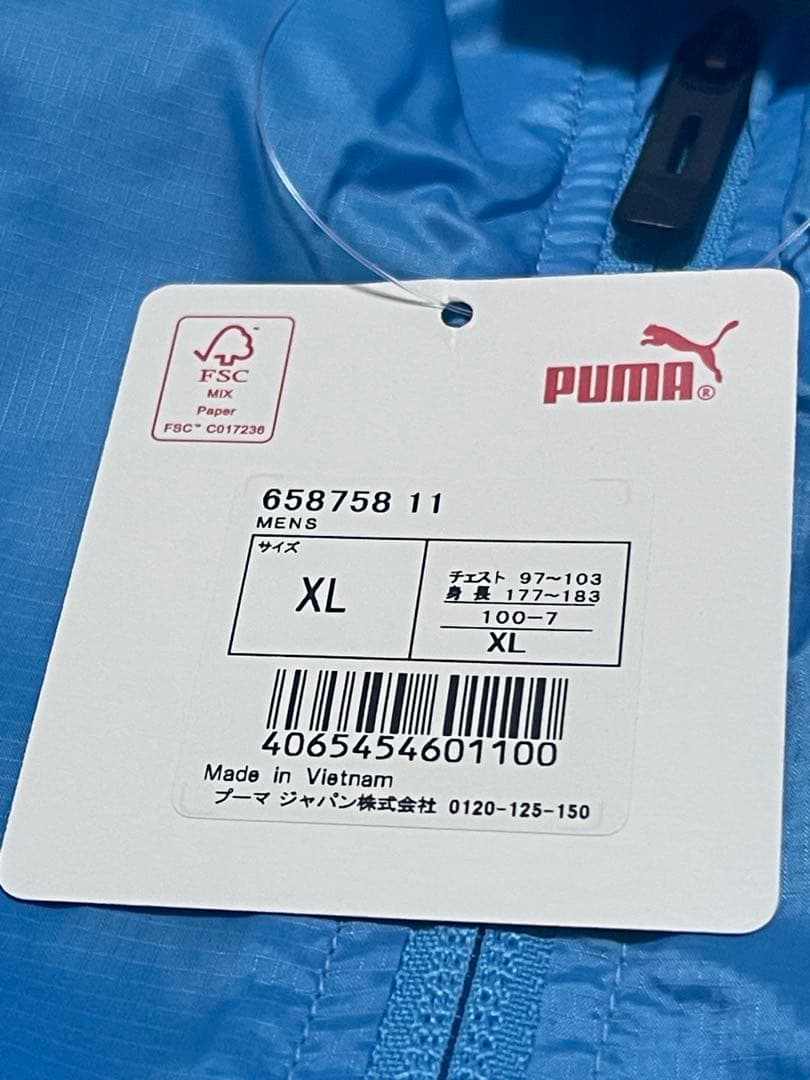 FSC
MIX
Paper
FSC™ C017236
PUMA®
658758 11
MENS
サイズ
XL
チェスト 97～103
身 長 177～183
100-7
XL
4065454601100
Made in Vietnam
プーマ ジャパン株式会社 0120-125-150